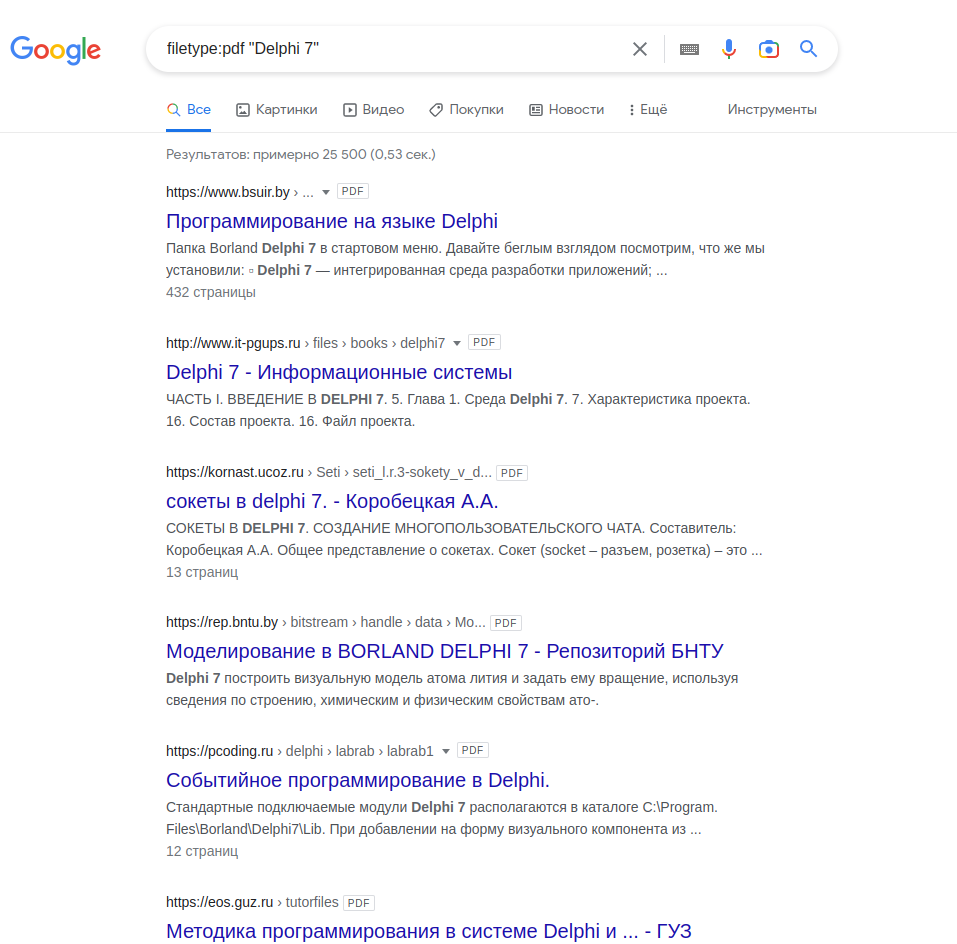 Google
filetype:pdf "Delphi 7"
Все Картинки Видео Покупки Новости Ещё Инструменты
Результатов: примерно 25 500 (0,53 сек.)
https://www.bsuir.by › ... PDF
Программирование на языке Delphi
Папка Borland Delphi 7 в стартовом меню. Давайте беглым взглядом посмотрим, что же мы
установили: ▫ Delphi 7 — интегрированная среда разработки приложений; ...
432 страницы
http://www.it-pgups.ru › files › books › delphi7 PDF
Delphi 7 - Информационные системы
ЧАСТЬ I. ВВЕДЕНИЕ В DELPHI 7. 5. Глава 1. Среда Delphi 7. 7. Характеристика проекта.
16. Состав проекта. 16. Файл проекта.
https://kornast.ucoz.ru › Seti › seti_l.r.3-sokety_v_d... PDF
сокеты в delphi 7. - Коробецкая А.А.
СОКЕТЫ В DELPHI 7. СОЗДАНИЕ МНОГОПОЛЬЗОВАТЕЛЬСКОГО ЧАТА. Составитель:
Коробецкая А.А. Общее представление о сокетах. Сокет (socket – разъем, розетка) – это ...
13 страниц
https://rep.bntu.by › bitstream › handle › data › Mo... PDF
Моделирование в BORLAND DELPHI 7 - Репозиторий БНТУ
Delphi 7 построить визуальную модель атома лития и задать ему вращение, используя
сведения по строению, химическим и физическим свойствам ато-.
https://pcoding.ru › delphi › labrab › labrab1 PDF
Событийное программирование в Delphi.
Стандартные подключаемые модули Delphi 7 располагаются в каталоге C:\Program.
Files\Borland\Delphi7\Lib. При добавлении на форму визуального компонента из ...
12 страниц
https://eos.guz.ru › tutorfiles PDF
Методика программирования в системе Delphi и ... - ГУЗ